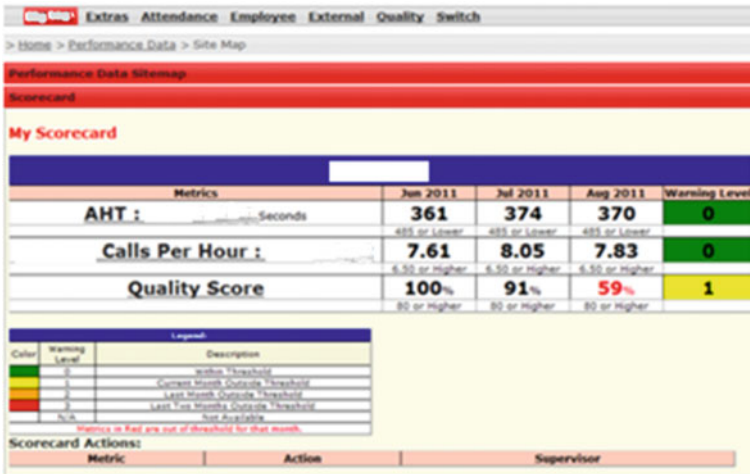 Extras Attendance Employee External Quality Switch
> Home > Performance Data > Site Map
Performance Data Sitemap
Scorecard
My Scorecard
Metrics Jun 2011 Jul 2011 Aug 2011 Warning Level
AHT : Seconds 361 374 370 0
485 or Lower 485 or Lower 485 or Lower
Calls Per Hour : 7.61 8.05 7.83 0
6.50 or Higher 6.50 or Higher 6.50 or Higher
Quality Score 100% 91% 59% 1
80 or Higher 80 or Higher 80 or Higher
Legend:
Color Warning Level Description
0 Within Threshold
1 Current Month Outside Threshold
2 Last Month Outside Threshold
3 Last Two Months Outside Threshold
N/A Not Available
Metrics in Red are out of threshold for that month.
Scorecard Actions:
Metric Action Supervisor